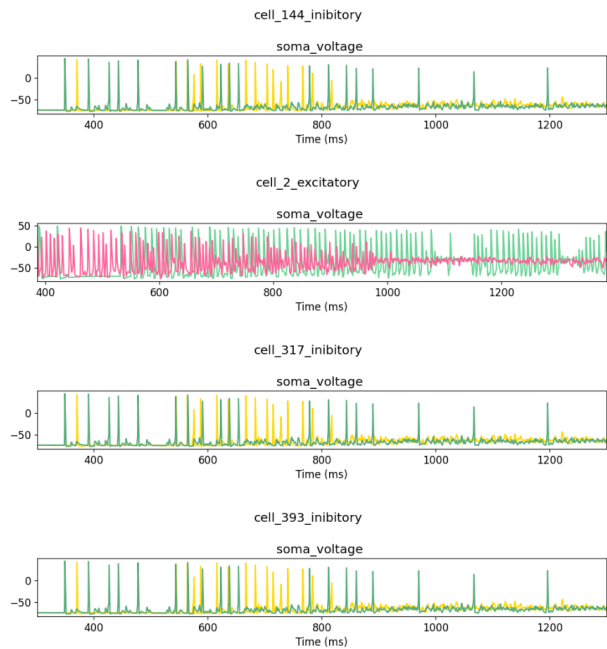 cell_144_inibitory
soma_voltage
0
−50
400 600 800 1000 1200
Time (ms)
cell_2_excitatory
soma_voltage
50
0
−50
400 600 800 1000 1200
Time (ms)
cell_317_inibitory
soma_voltage
0
−50
400 600 800 1000 1200
Time (ms)
cell_393_inibitory
soma_voltage
0
−50
400 600 800 1000 1200
Time (ms)